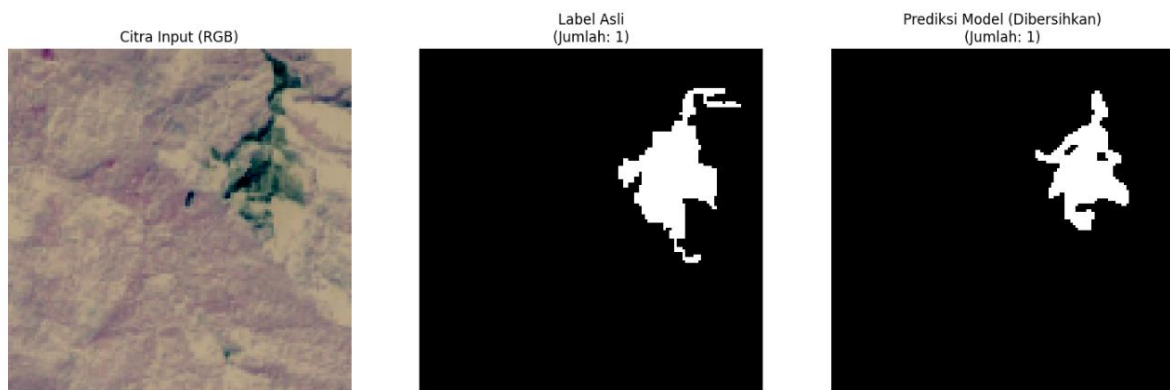 Citra Input (RGB)
Label Asli
(Jumlah: 1)
Prediksi Model (Dibersihkan)
(Jumlah: 1)